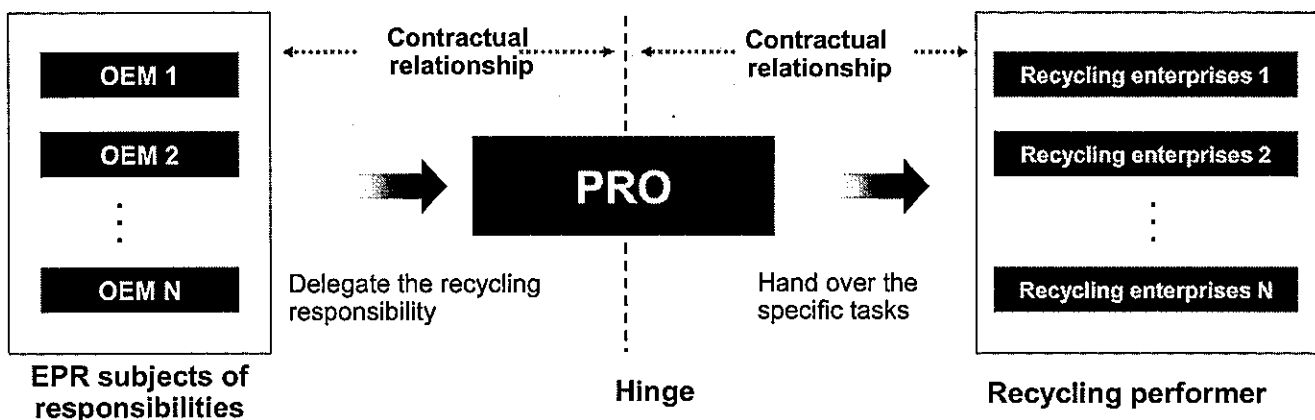 OEM 1
OEM 2
OEM N
EPR subjects of
responsibilities
Contractual
relationship
Delegate the recycling
responsibility
PRO
Hinge
Contractual
relationship
Hand over the
specific tasks
Recycling enterprises 1
Recycling enterprises 2
Recycling enterprises N
Recycling performer